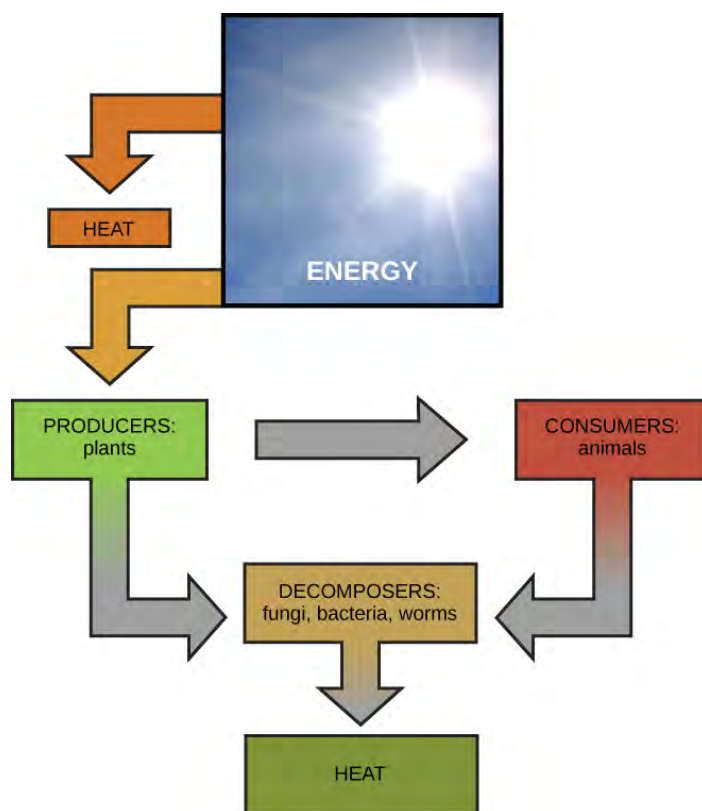 HEAT
ENERGY
PRODUCERS:
plants
CONSUMERS:
animals
DECOMPOSERS:
fungi, bacteria, worms
HEAT